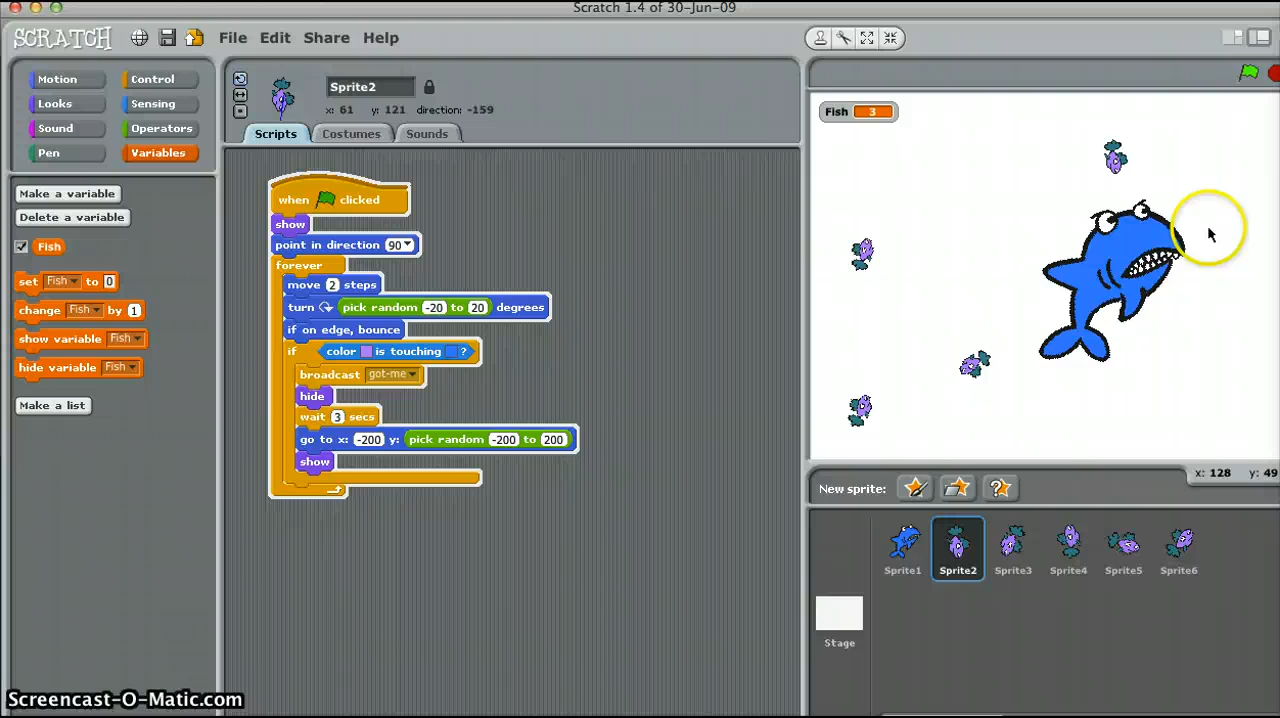 Scratch 1.4 of 30-Jun-09
SCRATCH File Edit Share Help
Motion Control
Looks Sensing
Sound Operators
Pen Variables
Make a variable
Delete a variable
Fish
set Fish to 0
change Fish by 1
show variable Fish
hide variable Fish
Make a list
Sprite2
x: 61 y: 121 direction: -159
Scripts Costumes Sounds
when clicked
show
point in direction 90
forever
move 2 steps
turn pick random -20 to 20 degrees
if on edge, bounce
if color is touching ?
broadcast got-me
hide
wait 3 secs
go to x: -200 y: pick random -200 to 200
show
Fish 3
x: 128 y: 49
New sprite:
Sprite1 Sprite2 Sprite3 Sprite4 Sprite5 Sprite6
Stage
Screencast-O-Matic.com